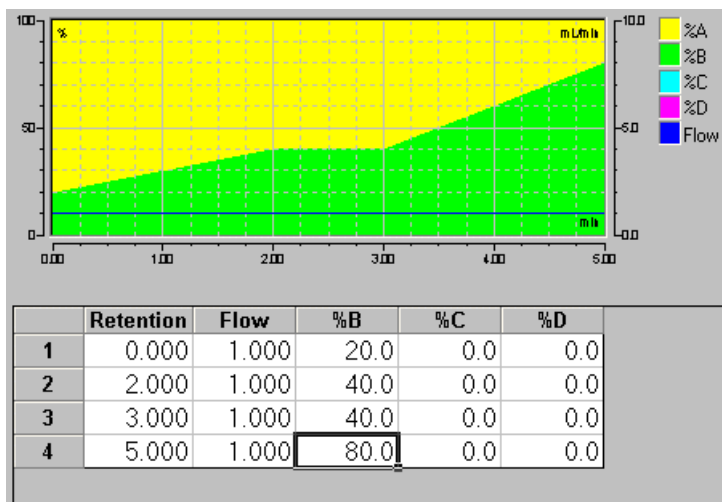 100 % mL/min 10.0
50 5.0
0 min 0.0
0.00 1.00 2.00 3.00 4.00 5.00
%A
%B
%C
%D
Flow
Retention Flow %B %C %D
1 0.000 1.000 20.0 0.0 0.0
2 2.000 1.000 40.0 0.0 0.0
3 3.000 1.000 40.0 0.0 0.0
4 5.000 1.000 80.0 0.0 0.0